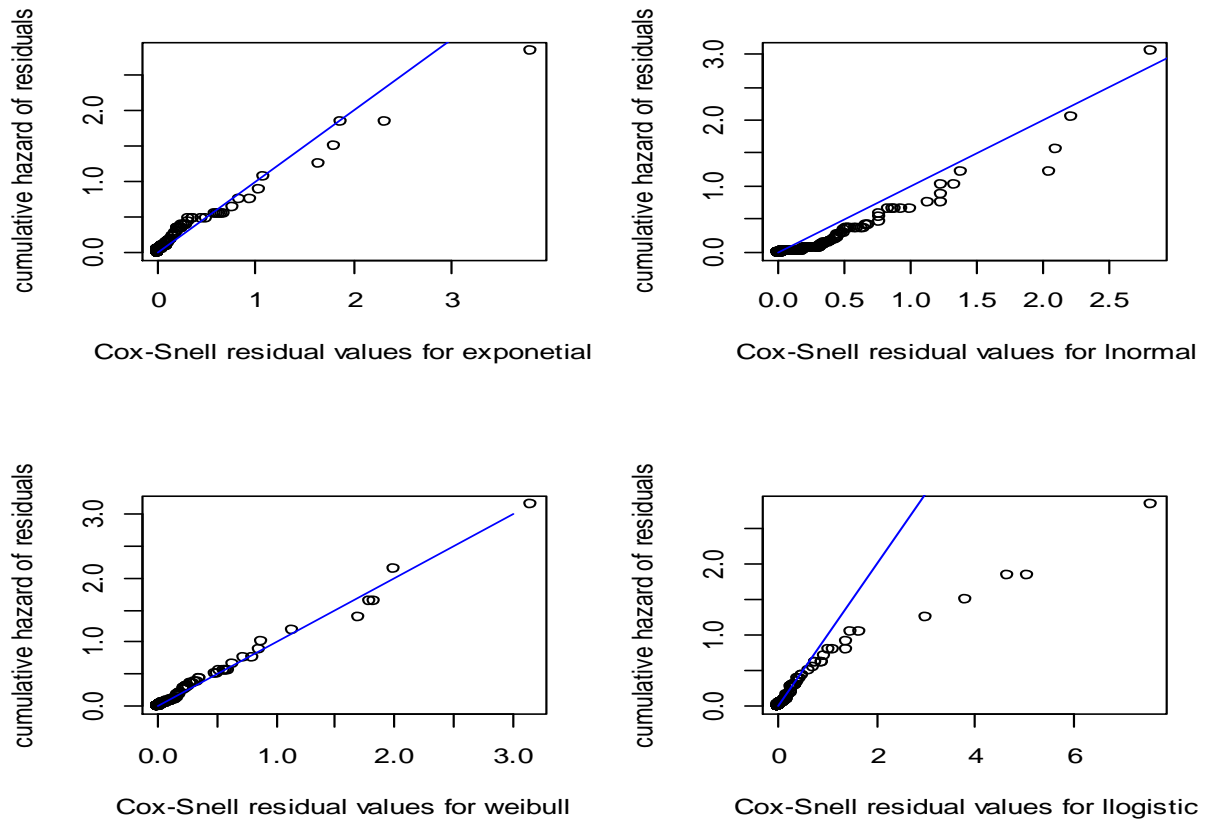 cumulative hazard of residuals
0.0 1.0 2.0
0 1 2 3
Cox-Snell residual values for exponetial
cumulative hazard of residuals
0.0 1.0 2.0 3.0
0.0 0.5 1.0 1.5 2.0 2.5
Cox-Snell residual values for lnormal
cumulative hazard of residuals
0.0 1.0 2.0 3.0
0.0 1.0 2.0 3.0
Cox-Snell residual values for weibull
cumulative hazard of residuals
0.0 1.0 2.0
0 2 4 6
Cox-Snell residual values for llogistic